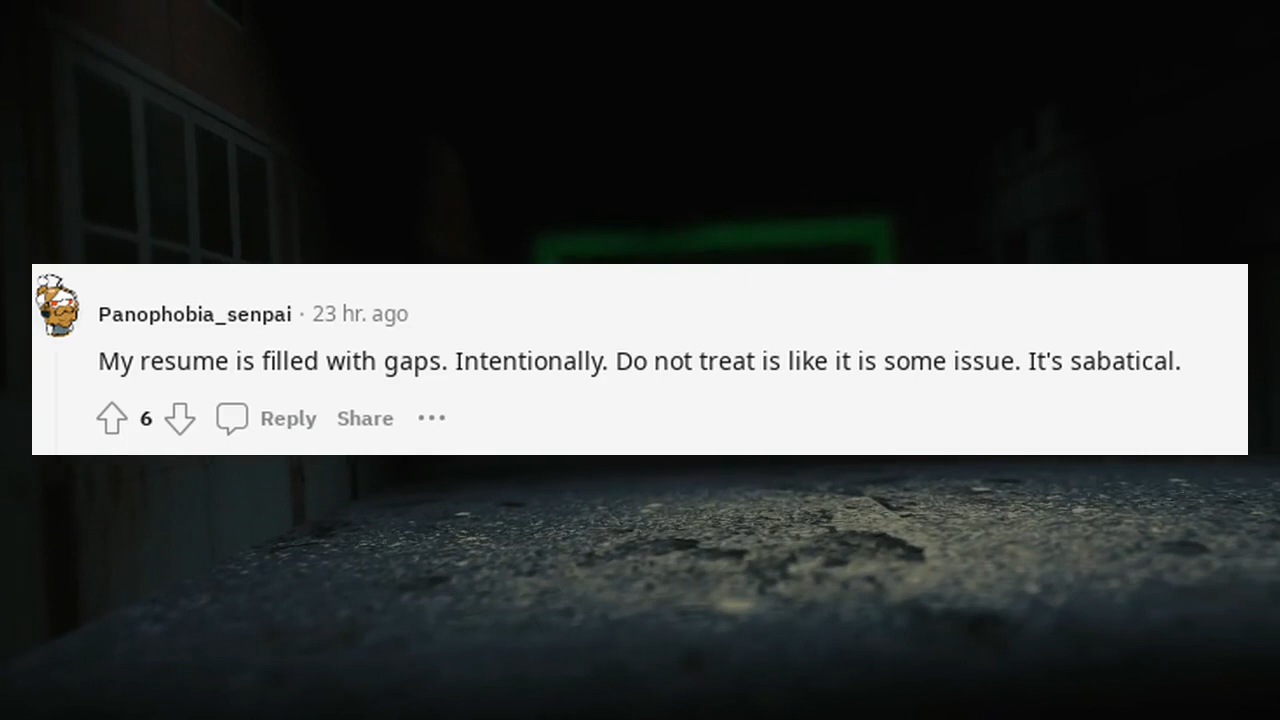 Panophobia_senpai · 23 hr. ago
My resume is filled with gaps. Intentionally. Do not treat is like it is some issue. It's sabatical.
6 Reply Share ···